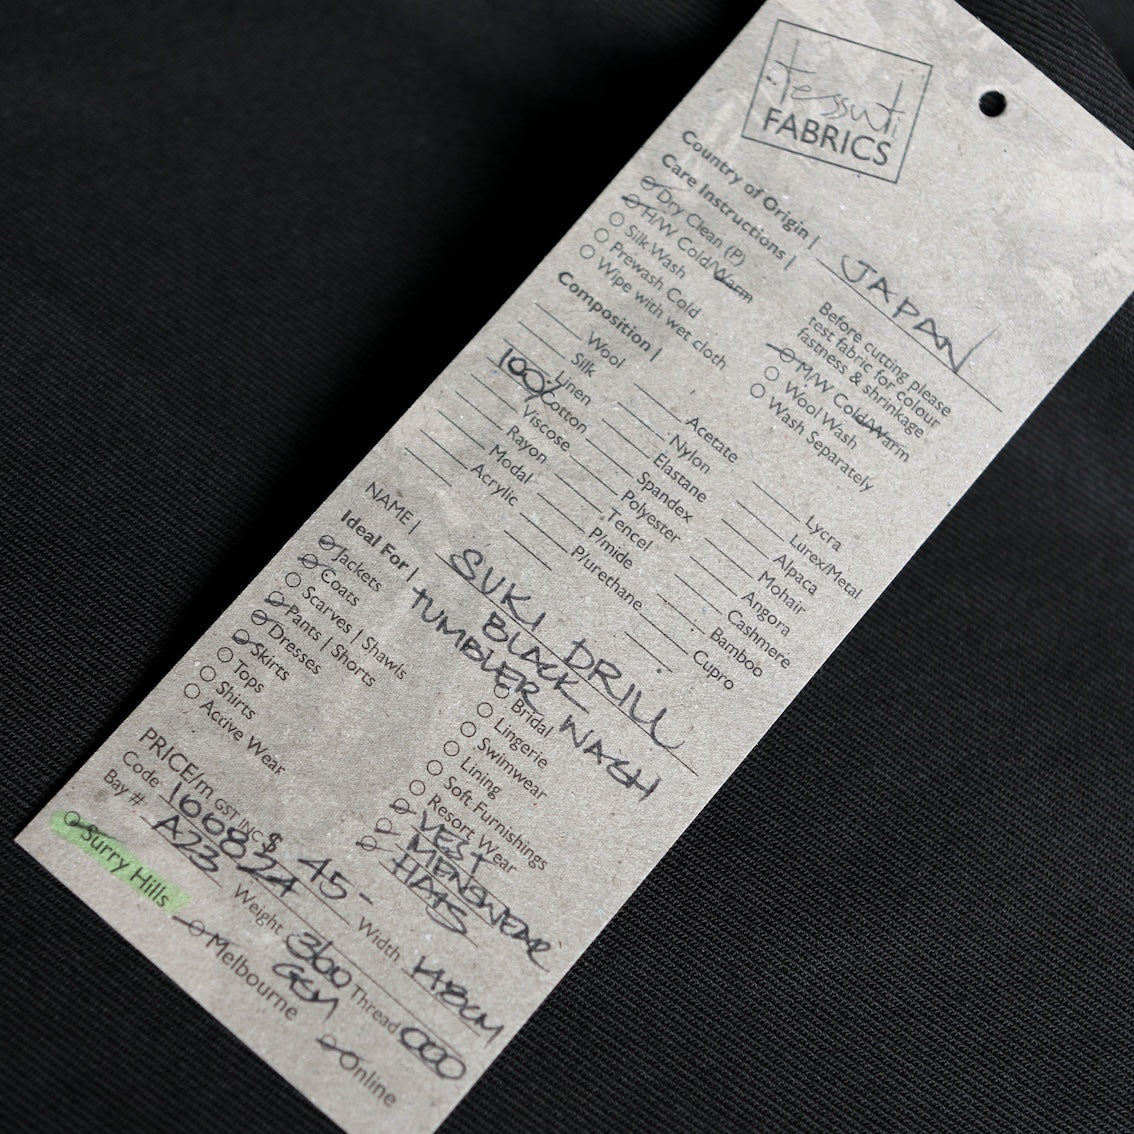 Tessuti
FABRICS
Country of Origin | JAPAN
Care Instructions |
Dry Clean (P)
H/W Cold/Warm
Silk Wash
Prewash Cold
Wipe with wet cloth
Before cutting please
test fabric for colour
fastness & shrinkage
M/W Cold/Warm
Wool Wash
Wash Separately
Composition |
Wool
Silk
Linen
100% Cotton
Viscose
Rayon
Modal
Acrylic
Acetate
Nylon
Elastane
Spandex
Polyester
Tencel
P/mide
P/urethane
Lycra
Lurex/Metal
Alpaca
Mohair
Angora
Cashmere
Bamboo
Cupro
NAME | SUKI DRILL
BLACK
TUMBLER WASH
Ideal For |
Jackets
Coats
Scarves | Shawls
Pants | Shorts
Dresses
Skirts
Tops
Shirts
Active Wear
Bridal
Lingerie
Swimwear
Lining
Soft Furnishings
Resort Wear
VEST
MENSWEAR
HATS
PRICE/m GST INC $ 45-
Code 166824 Width 148CM
Bay # A23 Weight 360 GSM Thread 000
Surry Hills
Melbourne
Online